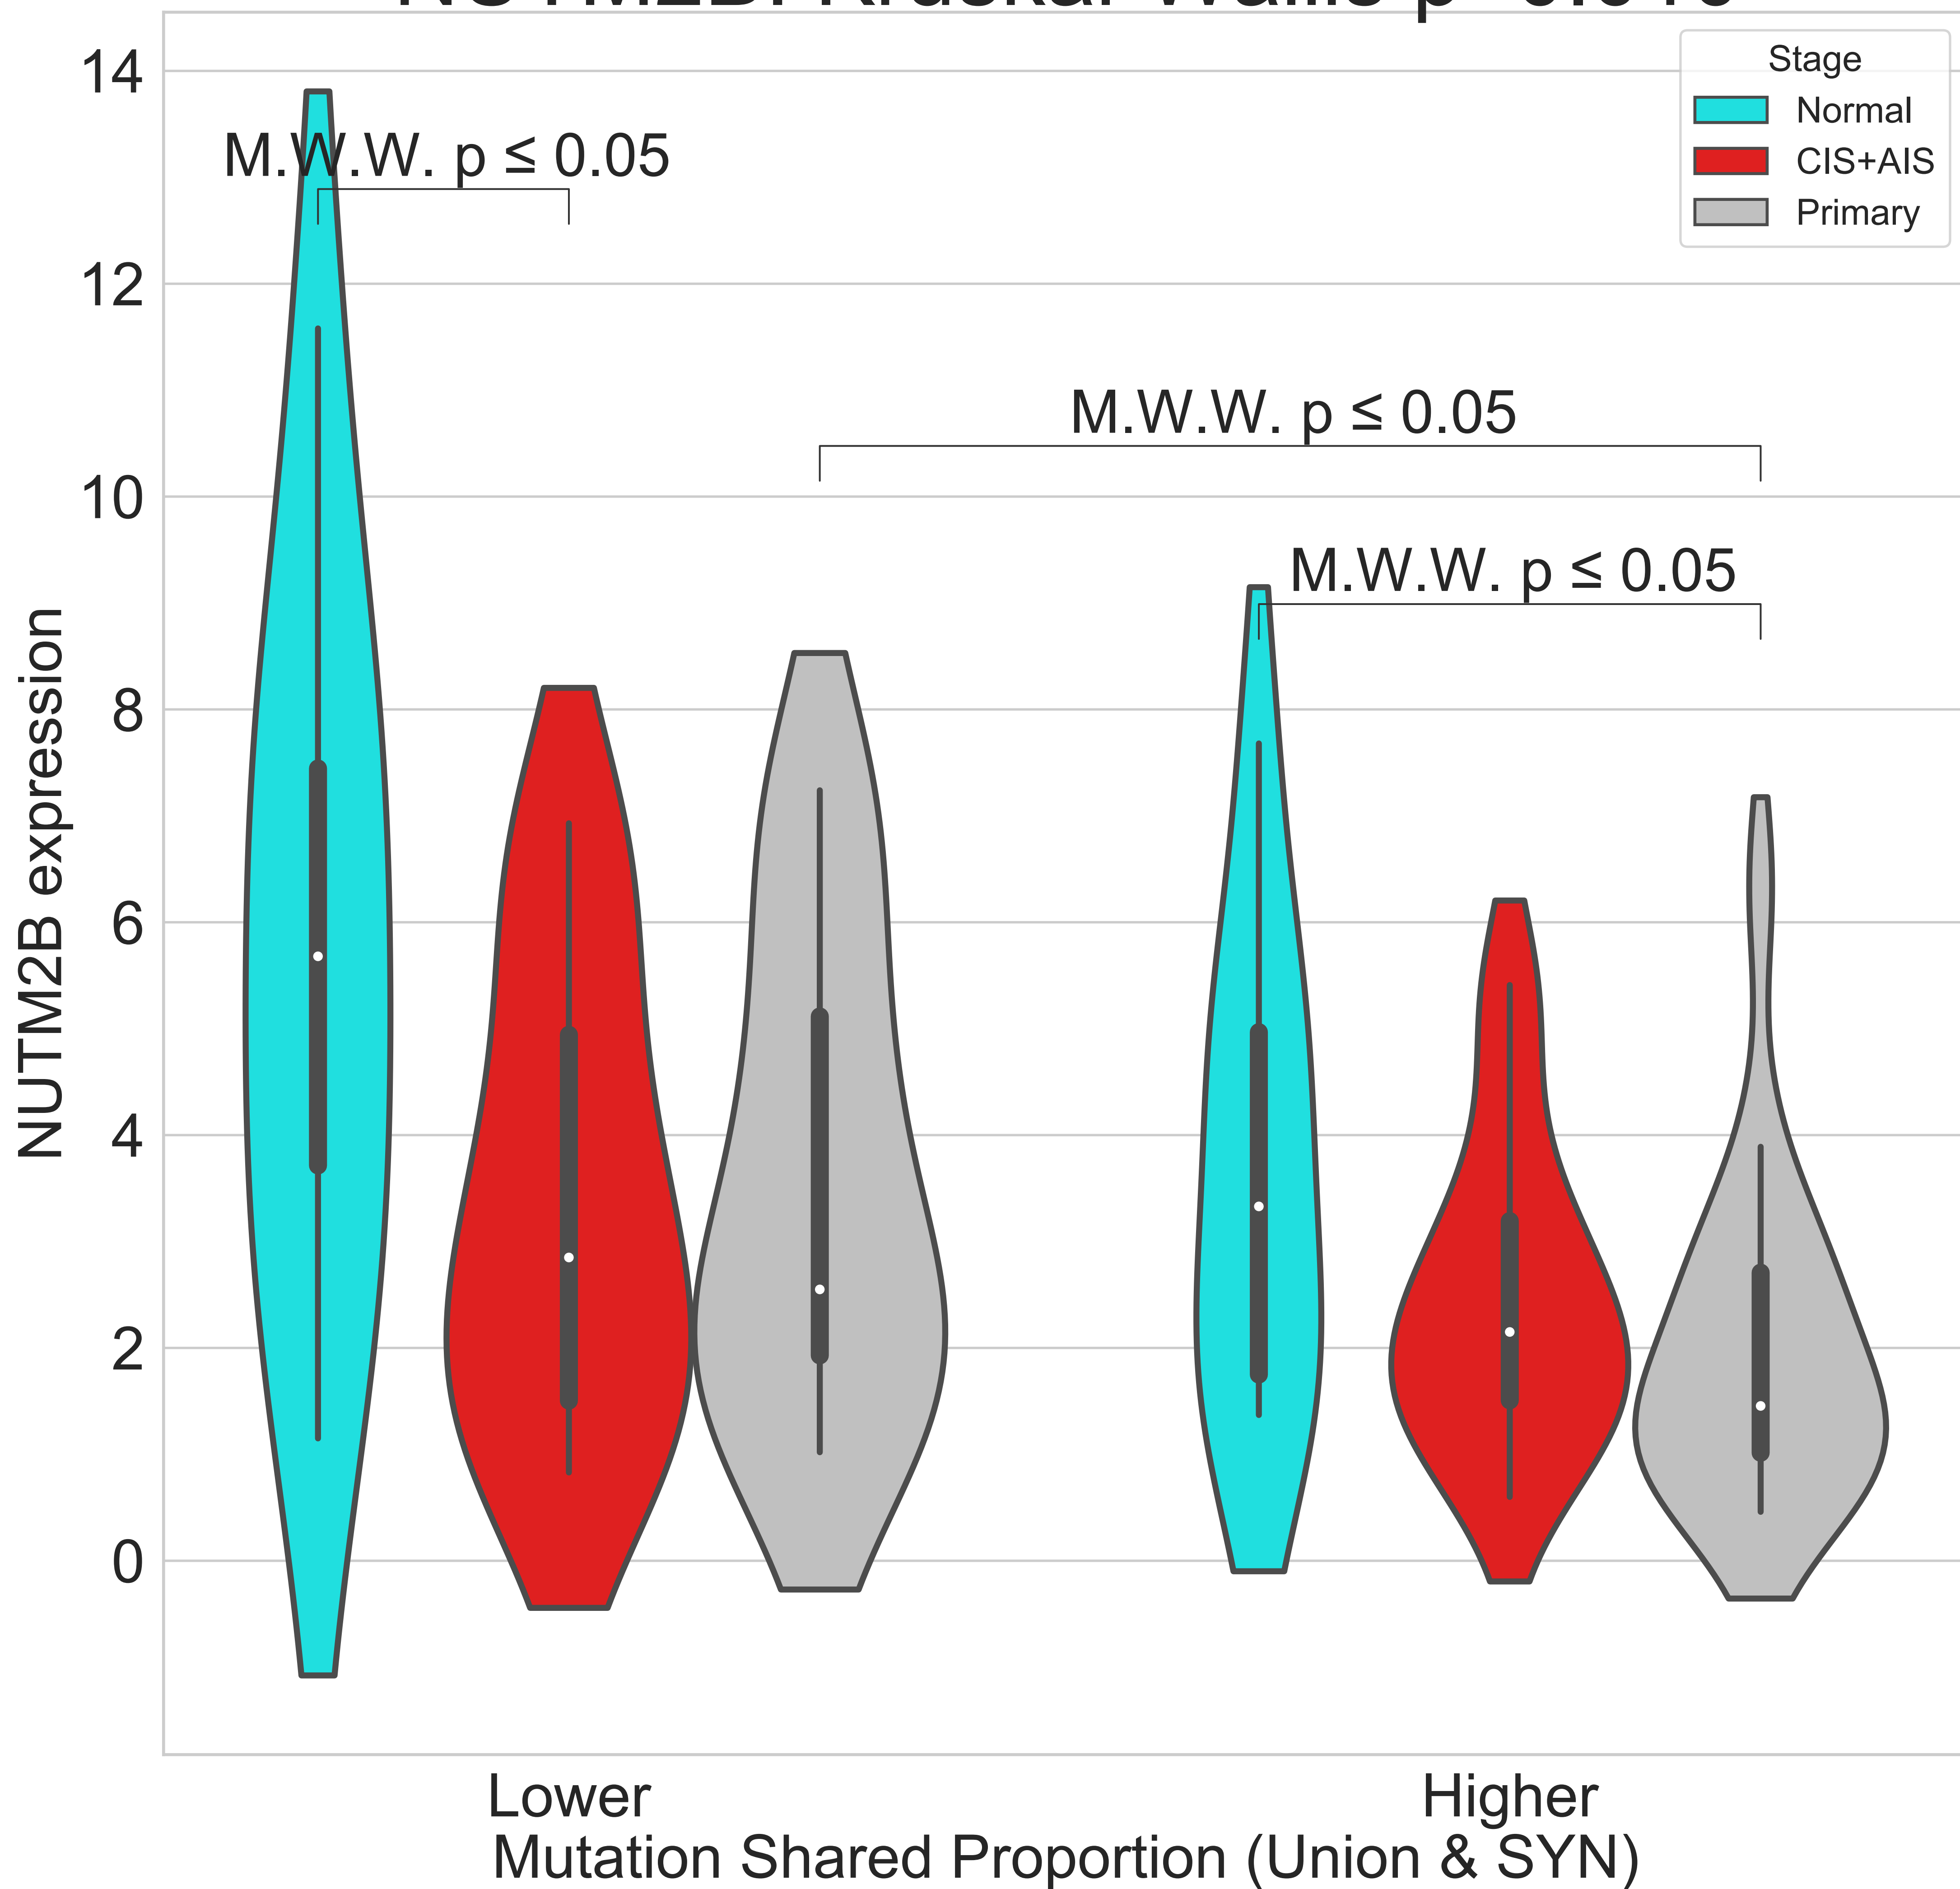 14
12
10
8
6
4
2
0
NUTM2B expression
Stage
Normal
CIS+AIS
Primary
M.W.W. p ≤ 0.05
M.W.W. p ≤ 0.05
M.W.W. p ≤ 0.05
Lower
Higher
Mutation Shared Proportion (Union & SYN)